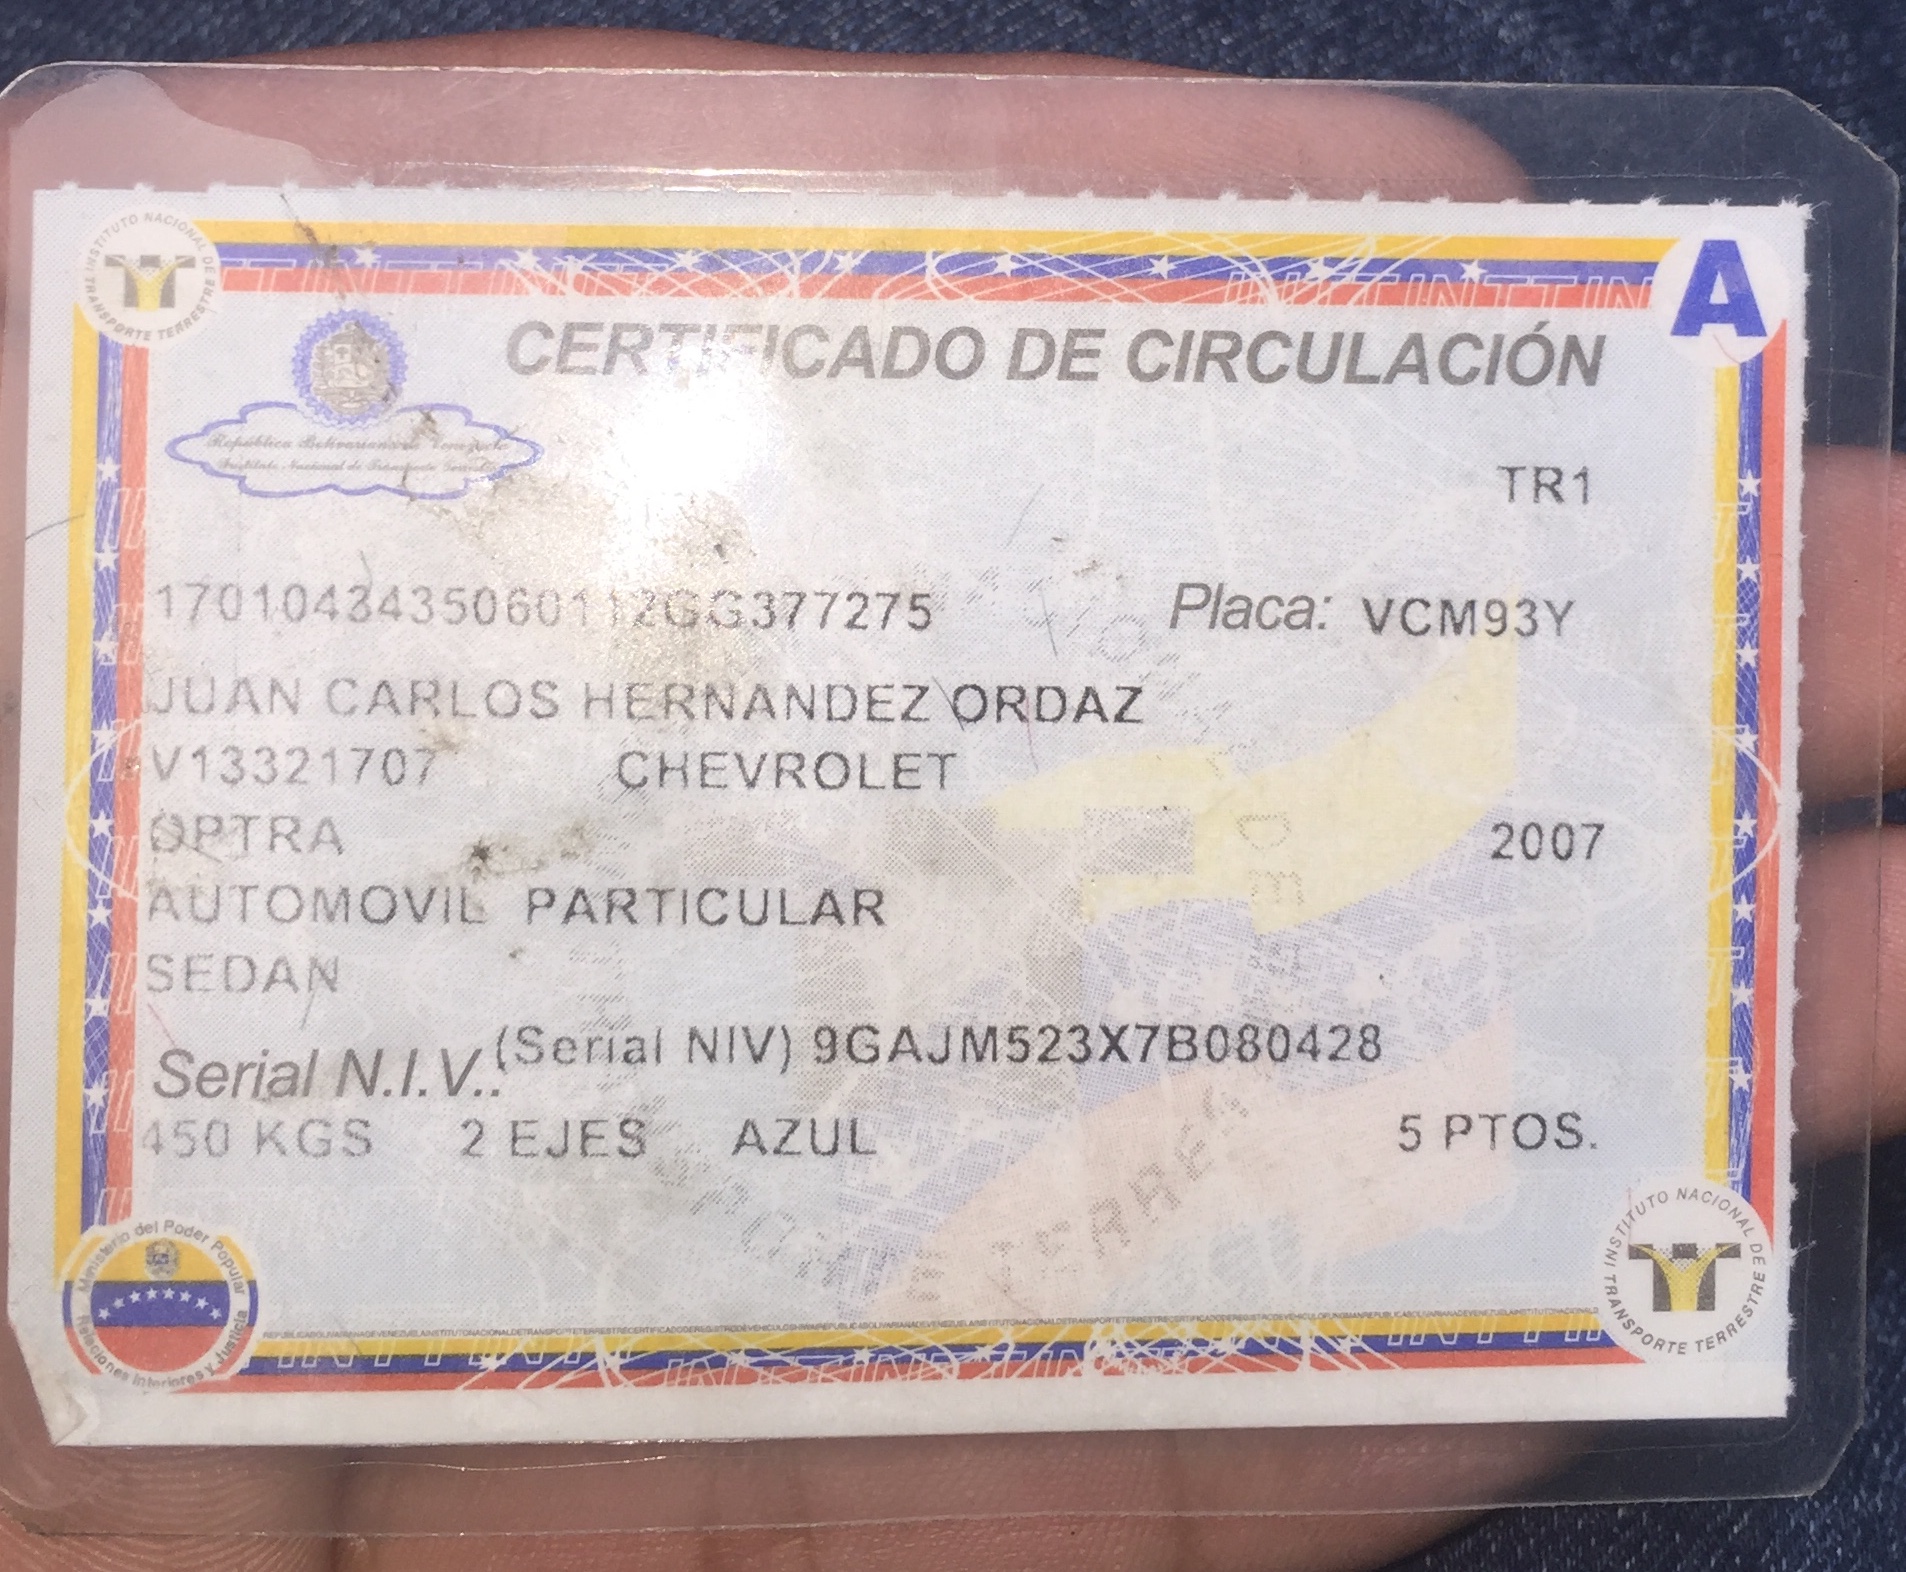 INSTITUTO NACIONAL DE TRANSPORTE TERRESTRE
A
CERTIFICADO DE CIRCULACIÓN
República Bolivariana de Venezuela
Instituto Nacional de Transporte Terrestre
TR1
170104343506011 2GG377275 Placa: VCM93Y
JUAN CARLOS HERNANDEZ ORDAZ
V13321707 CHEVROLET
OPTRA 2007
AUTOMOVIL PARTICULAR
SEDAN
Serial N.I.V.. (Serial NIV) 9GAJM523X7B080428
450 KGS 2 EJES AZUL 5 PTOS.
Ministerio del Poder Popular
Relaciones Interiores y Justicia
INSTITUTO NACIONAL DE TRANSPORTE TERRESTRE